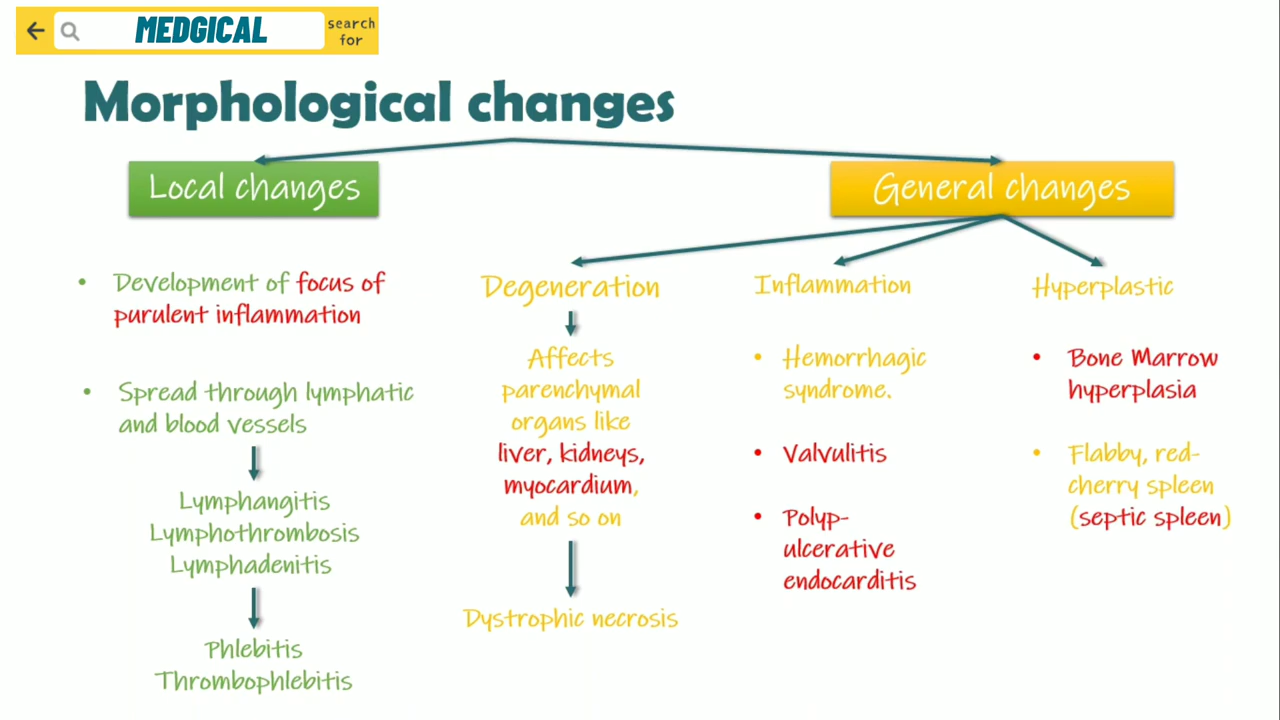 MEDGICAL
search
for
Morphological changes
Local changes
General changes
• Development of focus of
purulent inflammation
• Spread through lymphatic
and blood vessels
Lymphangitis
Lymphothrombosis
Lymphadenitis
Phlebitis
Thrombophlebitis
Degeneration
Affects
parenchymal
organs like
liver, kidneys,
myocardium,
and so on
Dystrophic necrosis
Inflammation
• Hemorrhagic
syndrome.
• Valvulitis
• Polyp-
ulcerative
endocarditis
Hyperplastic
• Bone Marrow
hyperplasia
• Flabby, red-
cherry spleen
(septic spleen)